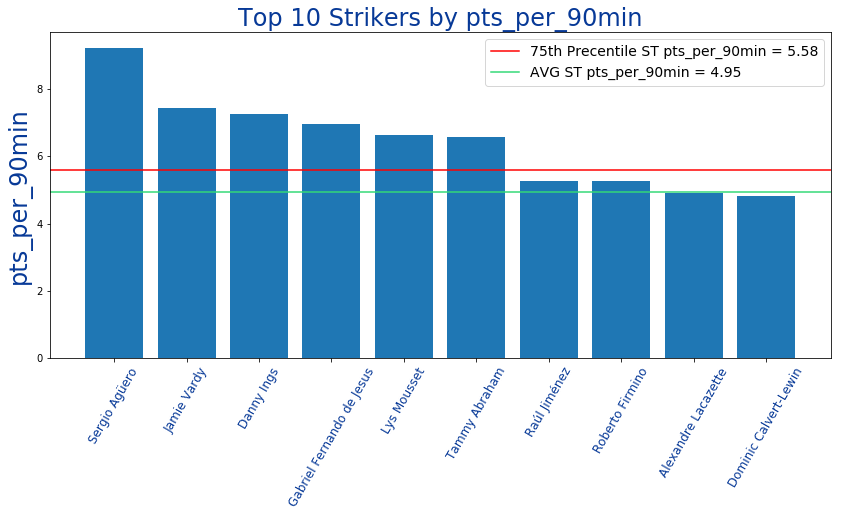 Top 10 Strikers by pts_per_90min
75th Precentile ST pts_per_90min = 5.58
AVG ST pts_per_90min = 4.95
pts_per_90min
8
6
4
2
0
Sergio Agüero
Jamie Vardy
Danny Ings
Gabriel Fernando de Jesus
Lys Mousset
Tammy Abraham
Raúl Jiménez
Roberto Firmino
Alexandre Lacazette
Dominic Calvert-Lewin